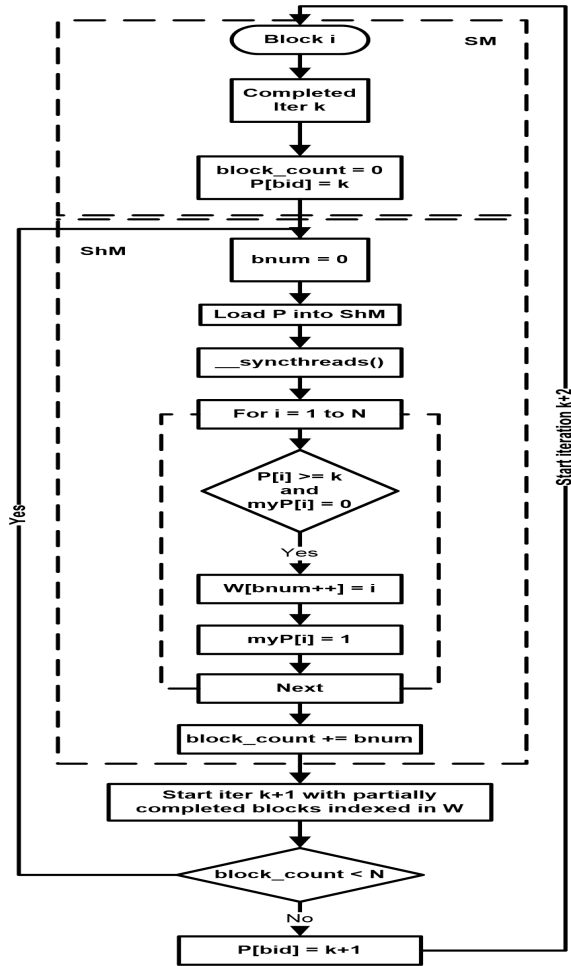 Block i
SM
Completed
Iter k
block_count = 0
P[bid] = k
ShM
bnum = 0
Load P into ShM
__syncthreads()
For i = 1 to N
P[i] >= k
and
myP[i] = 0
Yes
W[bnum++] = i
myP[i] = 1
Next
block_count += bnum
Start iter k+1 with partially
completed blocks indexed in W
block_count < N
No
P[bid] = k+1
Yes
Start iteration k+2